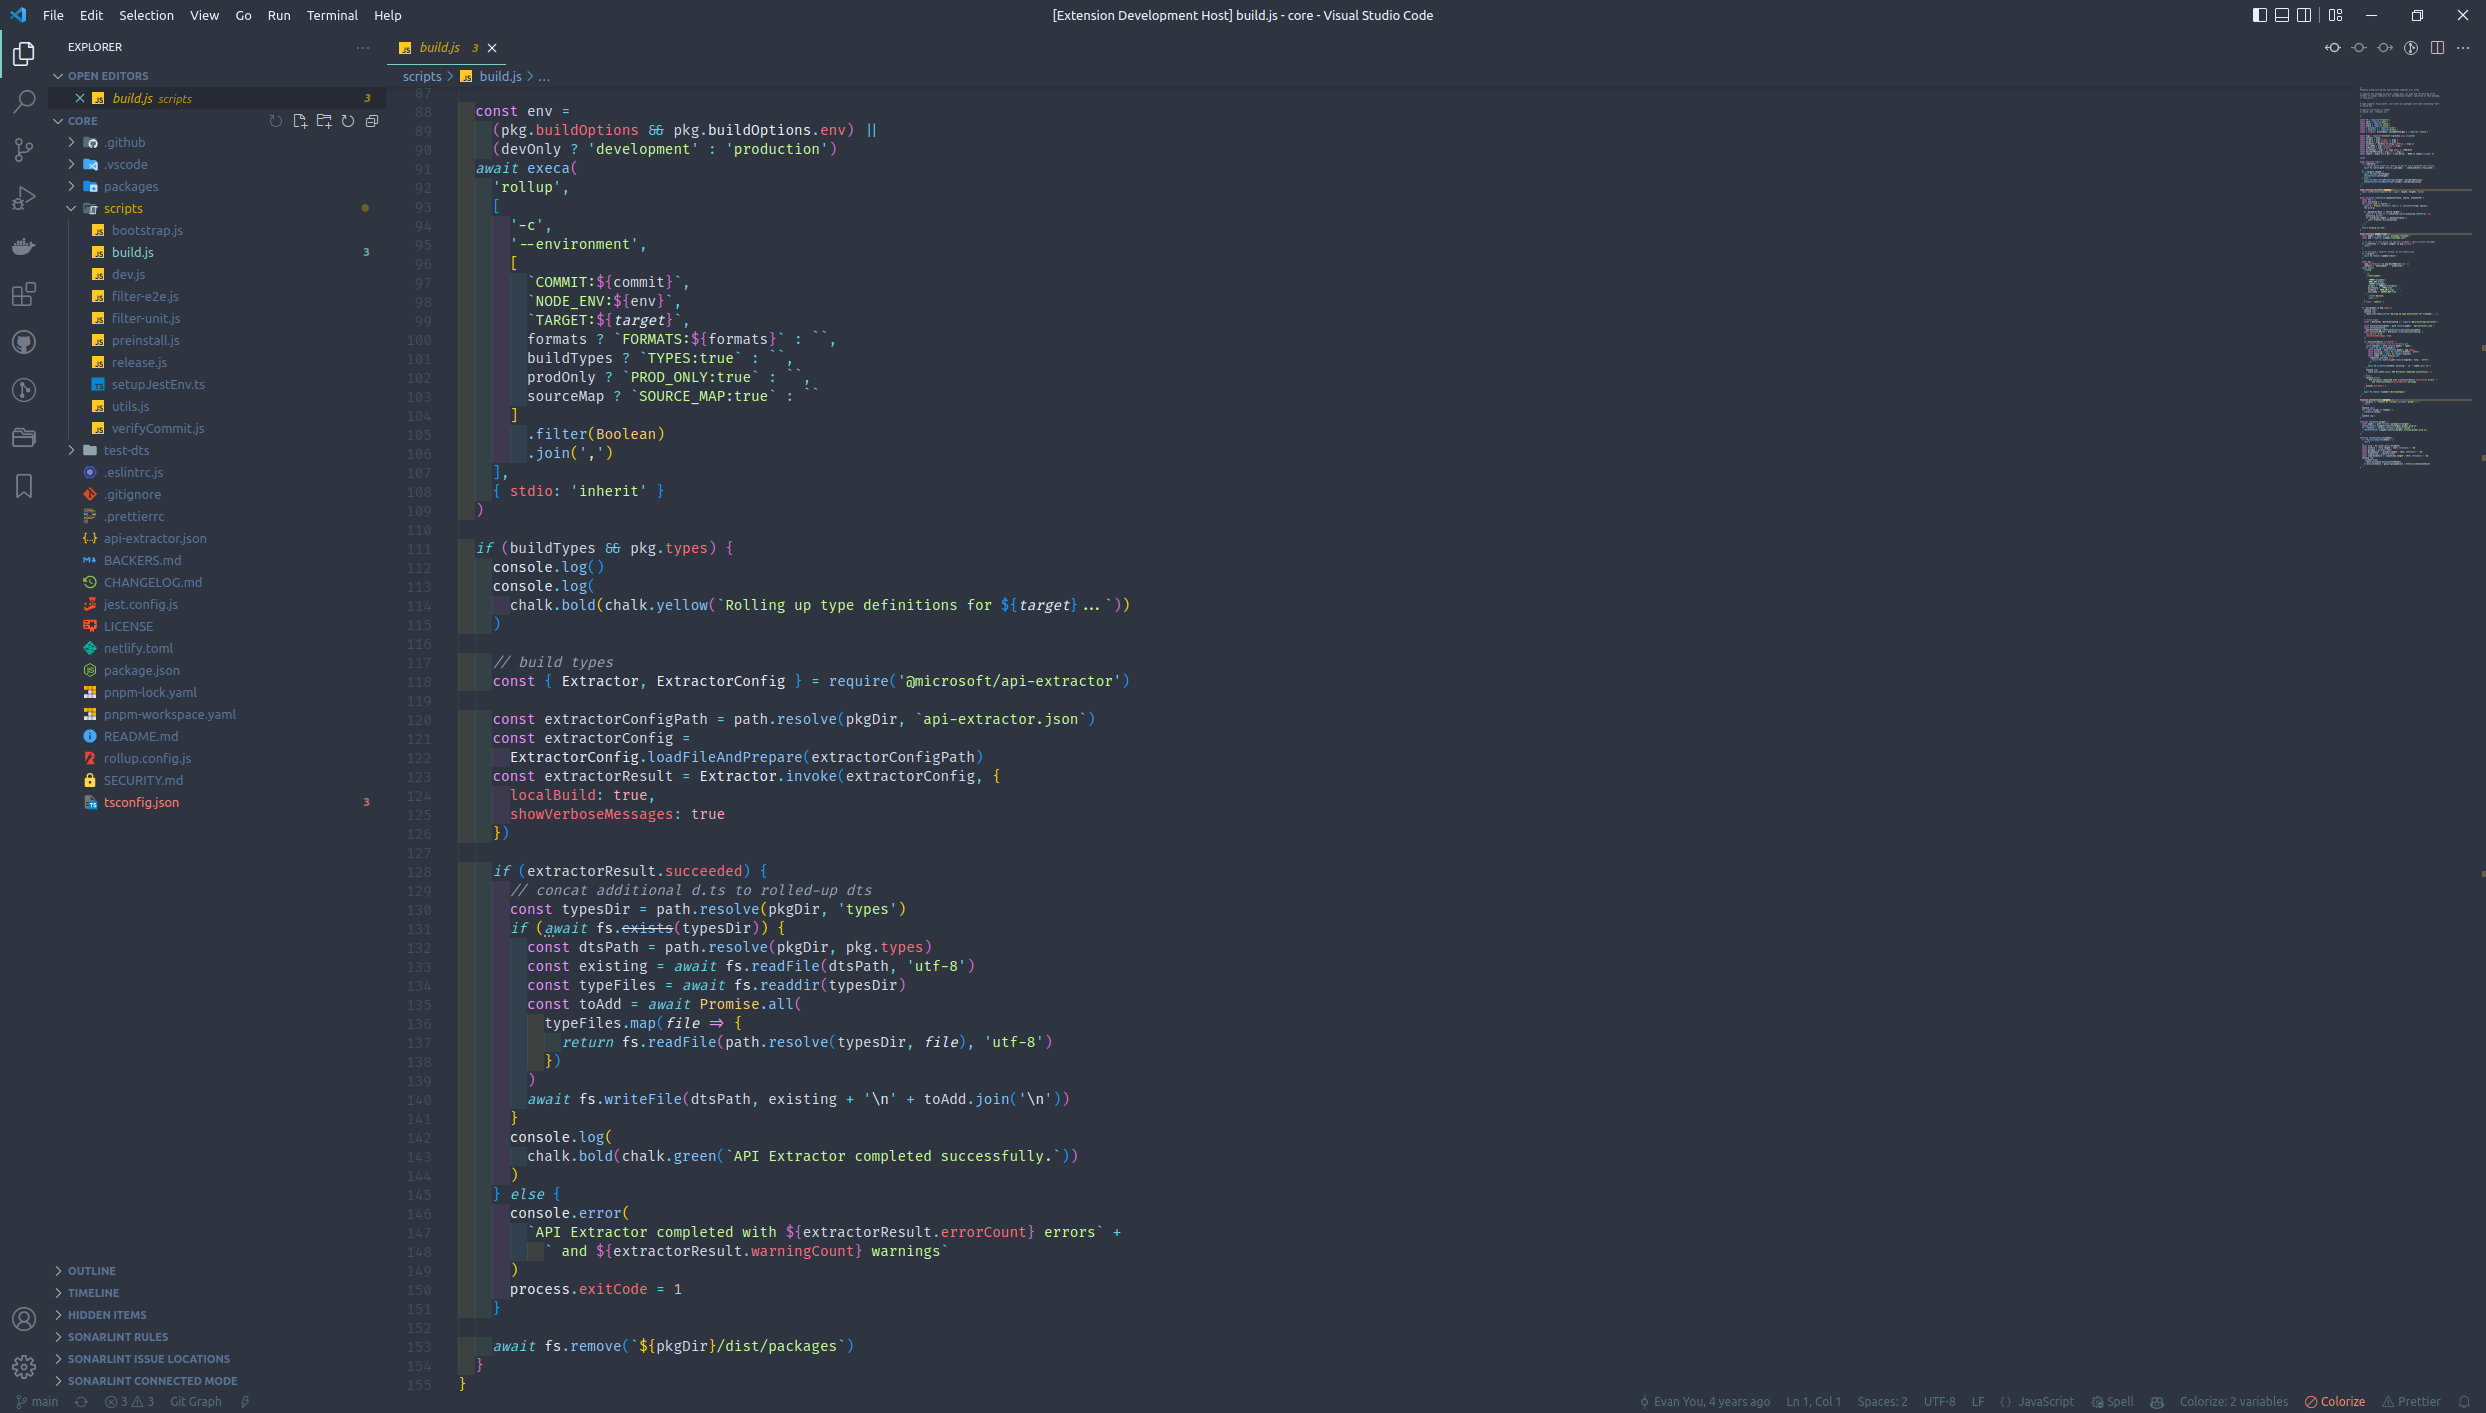 File Edit Selection View Go Run Terminal Help
[Extension Development Host] build.js - core - Visual Studio Code
EXPLORER
OPEN EDITORS
build.js scripts 3
CORE
.github
.vscode
packages
scripts
bootstrap.js
build.js 3
dev.js
filter-e2e.js
filter-unit.js
preinstall.js
release.js
setupJestEnv.ts
utils.js
verifyCommit.js
test-dts
.eslintrc.js
.gitignore
.prettierrc
api-extractor.json
BACKERS.md
CHANGELOG.md
jest.config.js
LICENSE
netlify.toml
package.json
pnpm-lock.yaml
pnpm-workspace.yaml
README.md
rollup.config.js
SECURITY.md
tsconfig.json 3
OUTLINE
TIMELINE
HIDDEN ITEMS
SONARLINT RULES
SONARLINT ISSUE LOCATIONS
SONARLINT CONNECTED MODE
build.js 3
scripts > build.js > ...
87
88 const env =
89 (pkg.buildOptions && pkg.buildOptions.env) ||
90 (devOnly ? 'development' : 'production')
91 await execa(
92 'rollup',
93 [
94 '-c',
95 '--environment',
96 [
97 `COMMIT:${commit}`,
98 `NODE_ENV:${env}`,
99 `TARGET:${target}`,
100 formats ? `FORMATS:${formats}` : ``,
101 buildTypes ? `TYPES:true` : ``,
102 prodOnly ? `PROD_ONLY:true` : ``,
103 sourceMap ? `SOURCE_MAP:true` : ``
104 ]
105 .filter(Boolean)
106 .join(',')
107 ],
108 { stdio: 'inherit' }
109 )
110
111 if (buildTypes && pkg.types) {
112 console.log()
113 console.log(
114 chalk.bold(chalk.yellow(`Rolling up type definitions for ${target}...`))
115 )
116
117 // build types
118 const { Extractor, ExtractorConfig } = require('@microsoft/api-extractor')
119
120 const extractorConfigPath = path.resolve(pkgDir, `api-extractor.json`)
121 const extractorConfig =
122 ExtractorConfig.loadFileAndPrepare(extractorConfigPath)
123 const extractorResult = Extractor.invoke(extractorConfig, {
124 localBuild: true,
125 showVerboseMessages: true
126 })
127
128 if (extractorResult.succeeded) {
129 // concat additional d.ts to rolled-up dts
130 const typesDir = path.resolve(pkgDir, 'types')
131 if (await fs.exists(typesDir)) {
132 const dtsPath = path.resolve(pkgDir, pkg.types)
133 const existing = await fs.readFile(dtsPath, 'utf-8')
134 const typeFiles = await fs.readdir(typesDir)
135 const toAdd = await Promise.all(
136 typeFiles.map(file => {
137 return fs.readFile(path.resolve(typesDir, file), 'utf-8')
138 })
139 )
140 await fs.writeFile(dtsPath, existing + '\n' + toAdd.join('\n'))
141 }
142 console.log(
143 chalk.bold(chalk.green(`API Extractor completed successfully.`))
144 )
145 } else {
146 console.error(
147 `API Extractor completed with ${extractorResult.errorCount} errors` +
148 ` and ${extractorResult.warningCount} warnings`
149 )
150 process.exitCode = 1
151 }
152
153 await fs.remove(`${pkgDir}/dist/packages`)
154 }
155 }
main 3 3 Git Graph Evan You, 4 years ago Ln 1, Col 1 Spaces: 2 UTF-8 LF {} JavaScript Spell Colorize: 2 variables Colorize Prettier